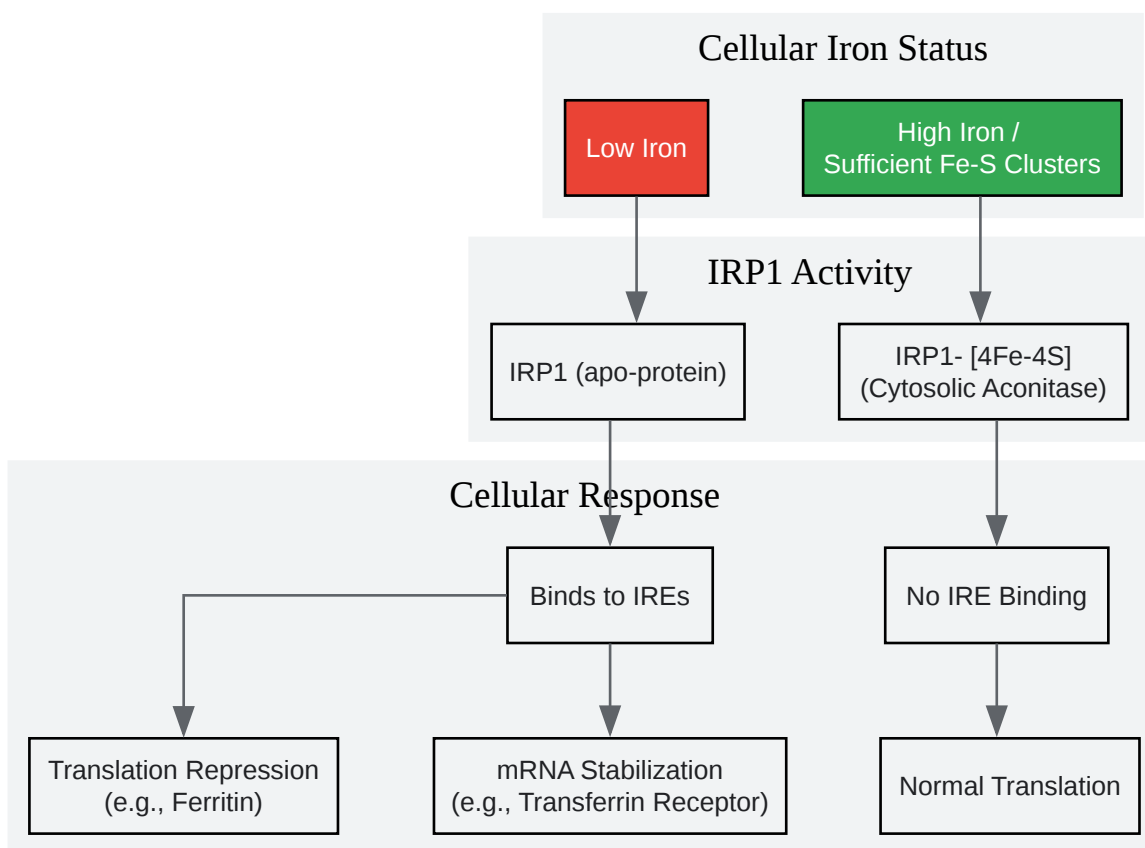 Cellular Iron Status
Low Iron
High Iron /
Sufficient Fe-S Clusters
IRP1 Activity
IRP1 (apo-protein)
IRP1- [4Fe-4S]
(Cytosolic Aconitase)
Cellular Response
Binds to IREs
No IRE Binding
Translation Repression
(e.g., Ferritin)
mRNA Stabilization
(e.g., Transferrin Receptor)
Normal Translation